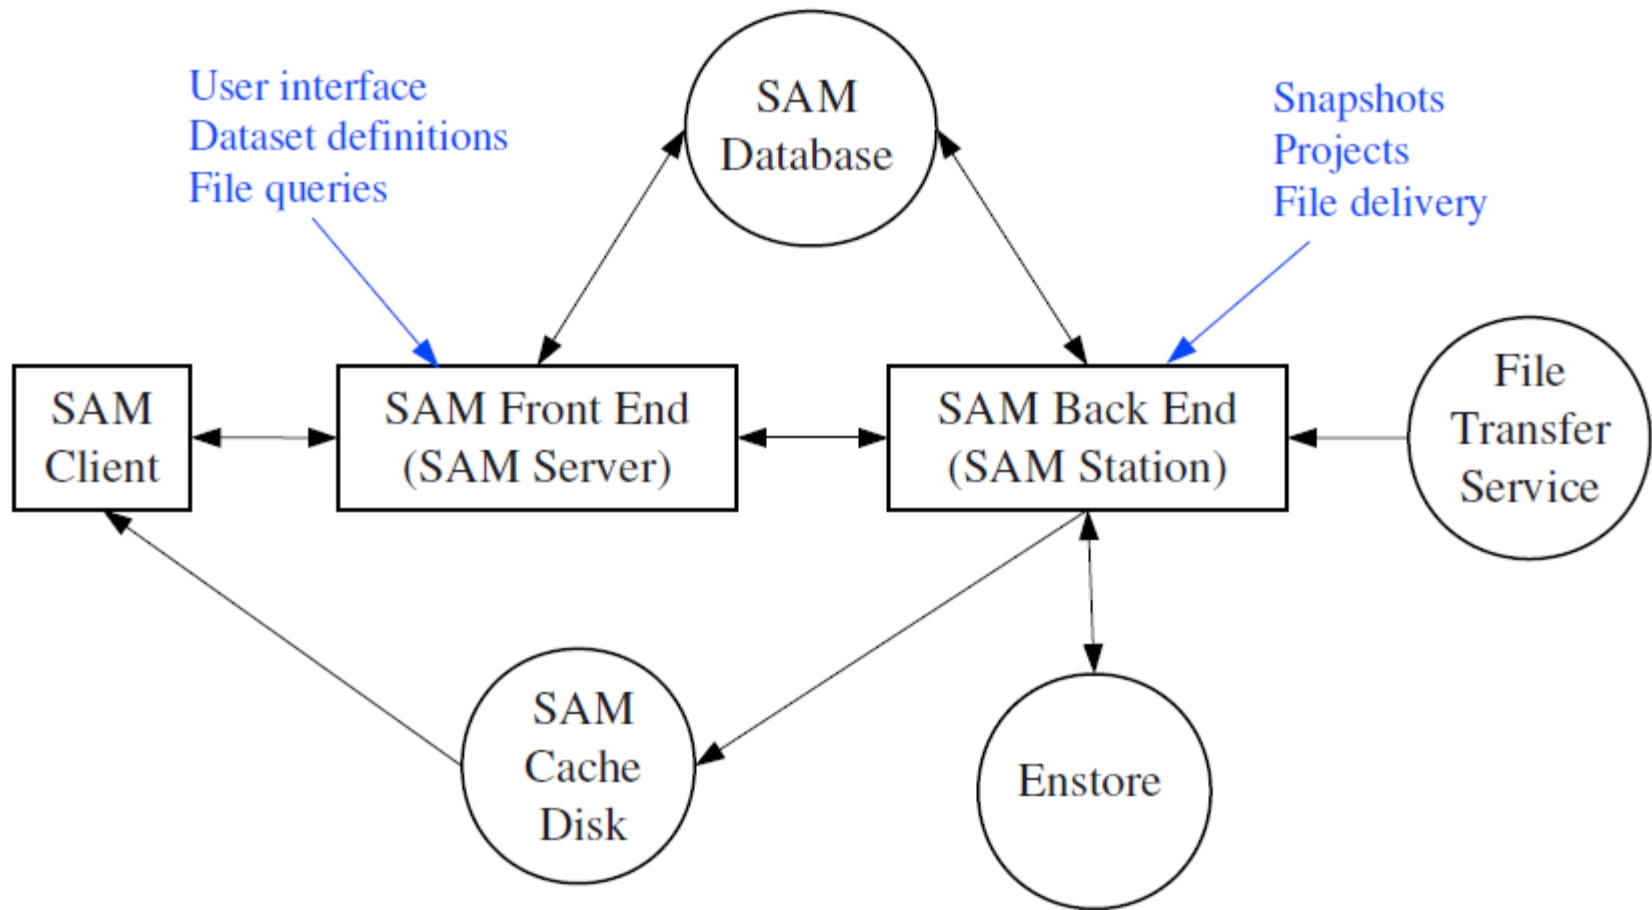 User interface
Dataset definitions
File queries
SAM
Database
Snapshots
Projects
File delivery
SAM
Client
SAM Front End
(SAM Server)
SAM Back End
(SAM Station)
File
Transfer
Service
SAM
Cache
Disk
Enstore